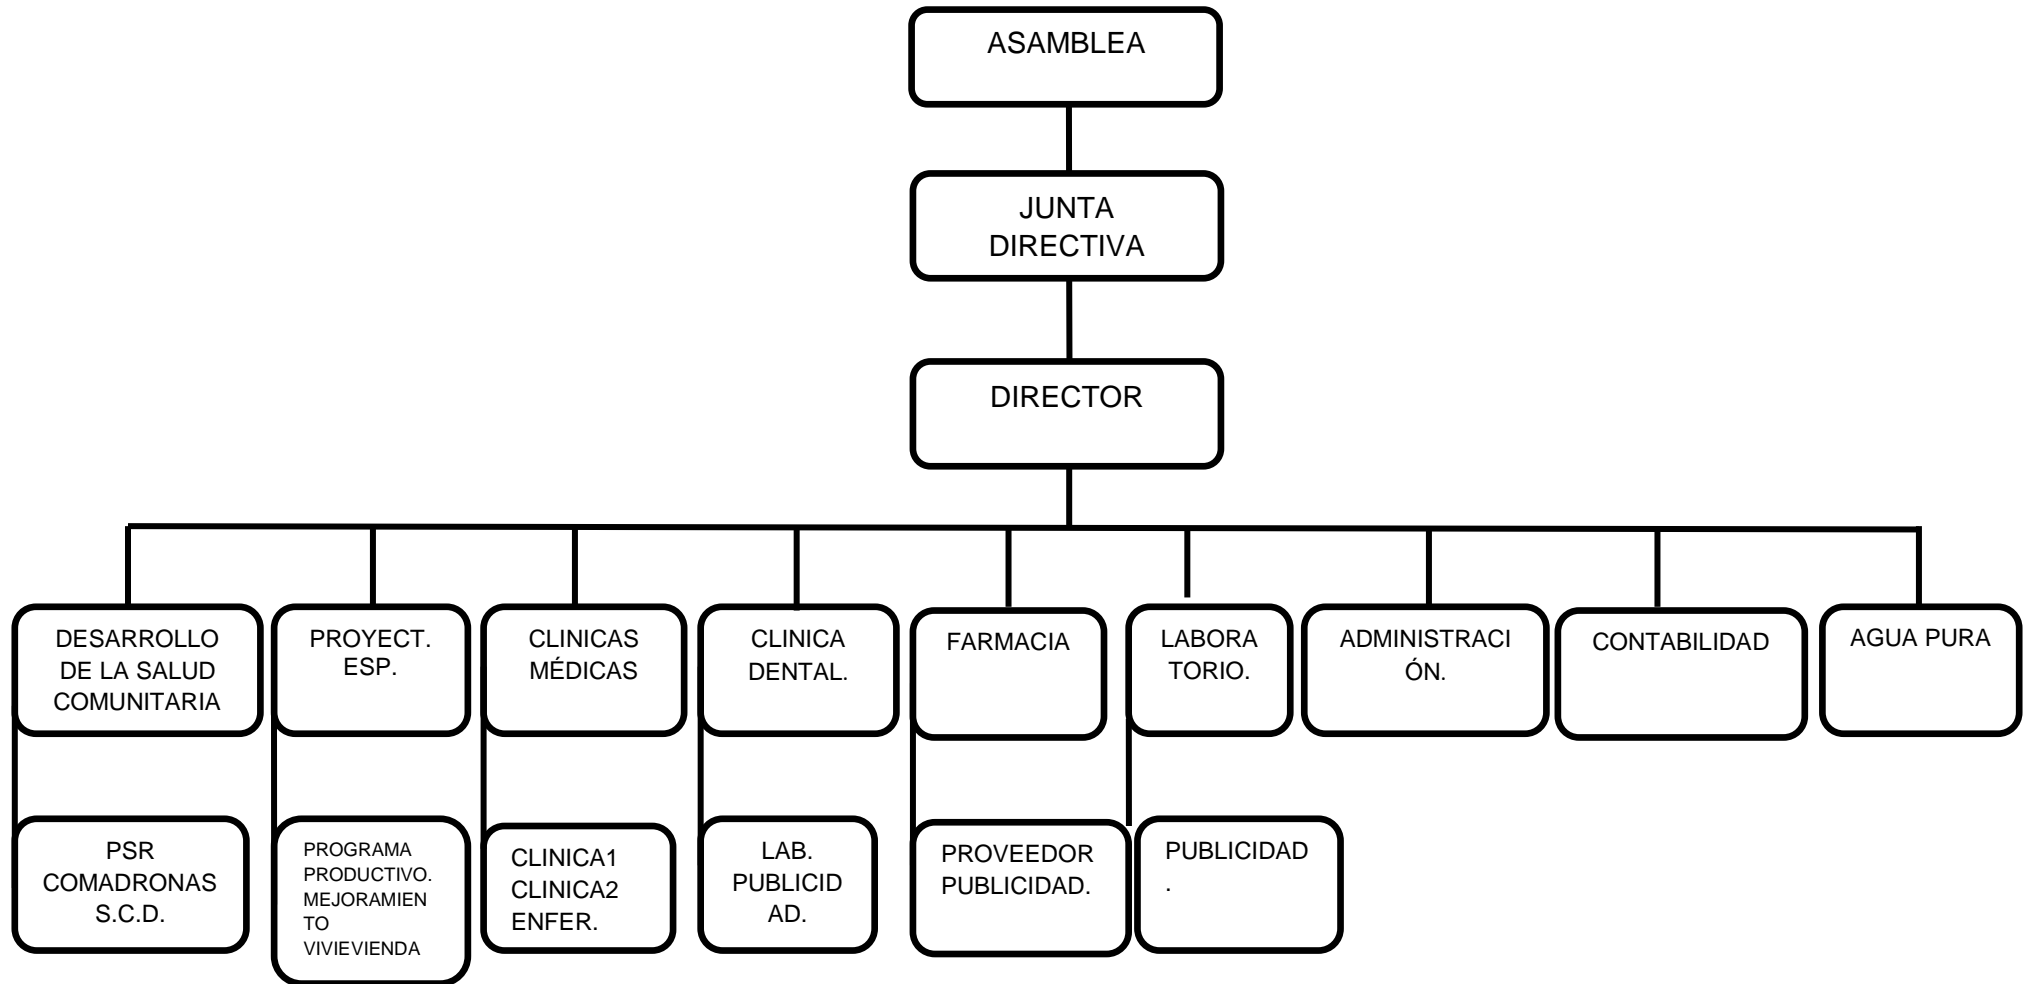 ASAMBLEA
JUNTA
DIRECTIVA
DIRECTOR
DESARROLLO
DE LA SALUD
COMUNITARIA
PROYECT.
ESP.
CLINICAS
MÉDICAS
CLINICA
DENTAL.
FARMACIA
LABORA
TORIO.
ADMINISTRACI
ÓN.
CONTABILIDAD
AGUA PURA
PSR
COMADRONAS
S.C.D.
PROGRAMA
PRODUCTIVO.
MEJORAMIEN
TO
VIVIEVIENDA
CLINICA1
CLINICA2
ENFER.
LAB.
PUBLICID
AD.
PROVEEDOR
PUBLICIDAD.
PUBLICIDAD
.